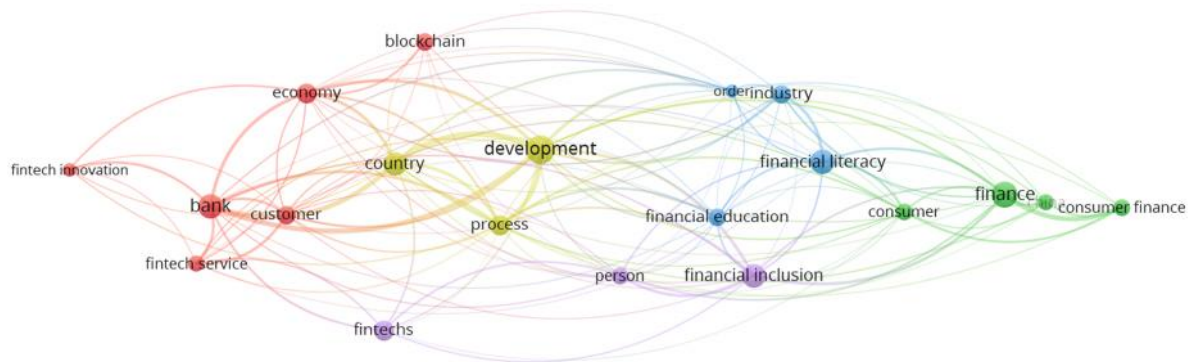 blockchain
economy
order
industry
development
country
financial literacy
fintech innovation
finance
bank
customer
financial education
consumer
consumer finance
process
fintech service
person
financial inclusion
fintechs